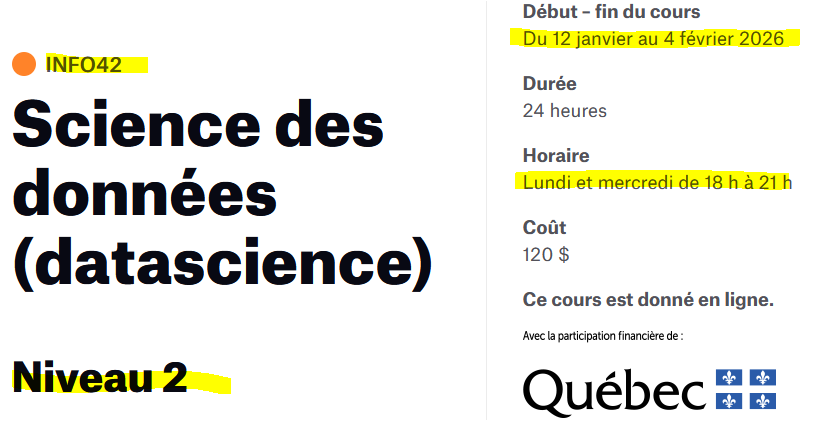 INFO42
Science des
données
(datascience)
Niveau 2
Début – fin du cours
Du 12 janvier au 4 février 2026
Durée
24 heures
Horaire
Lundi et mercredi de 18 h à 21 h
Coût
120 $
Ce cours est donné en ligne.
Avec la participation financière de :
Québec